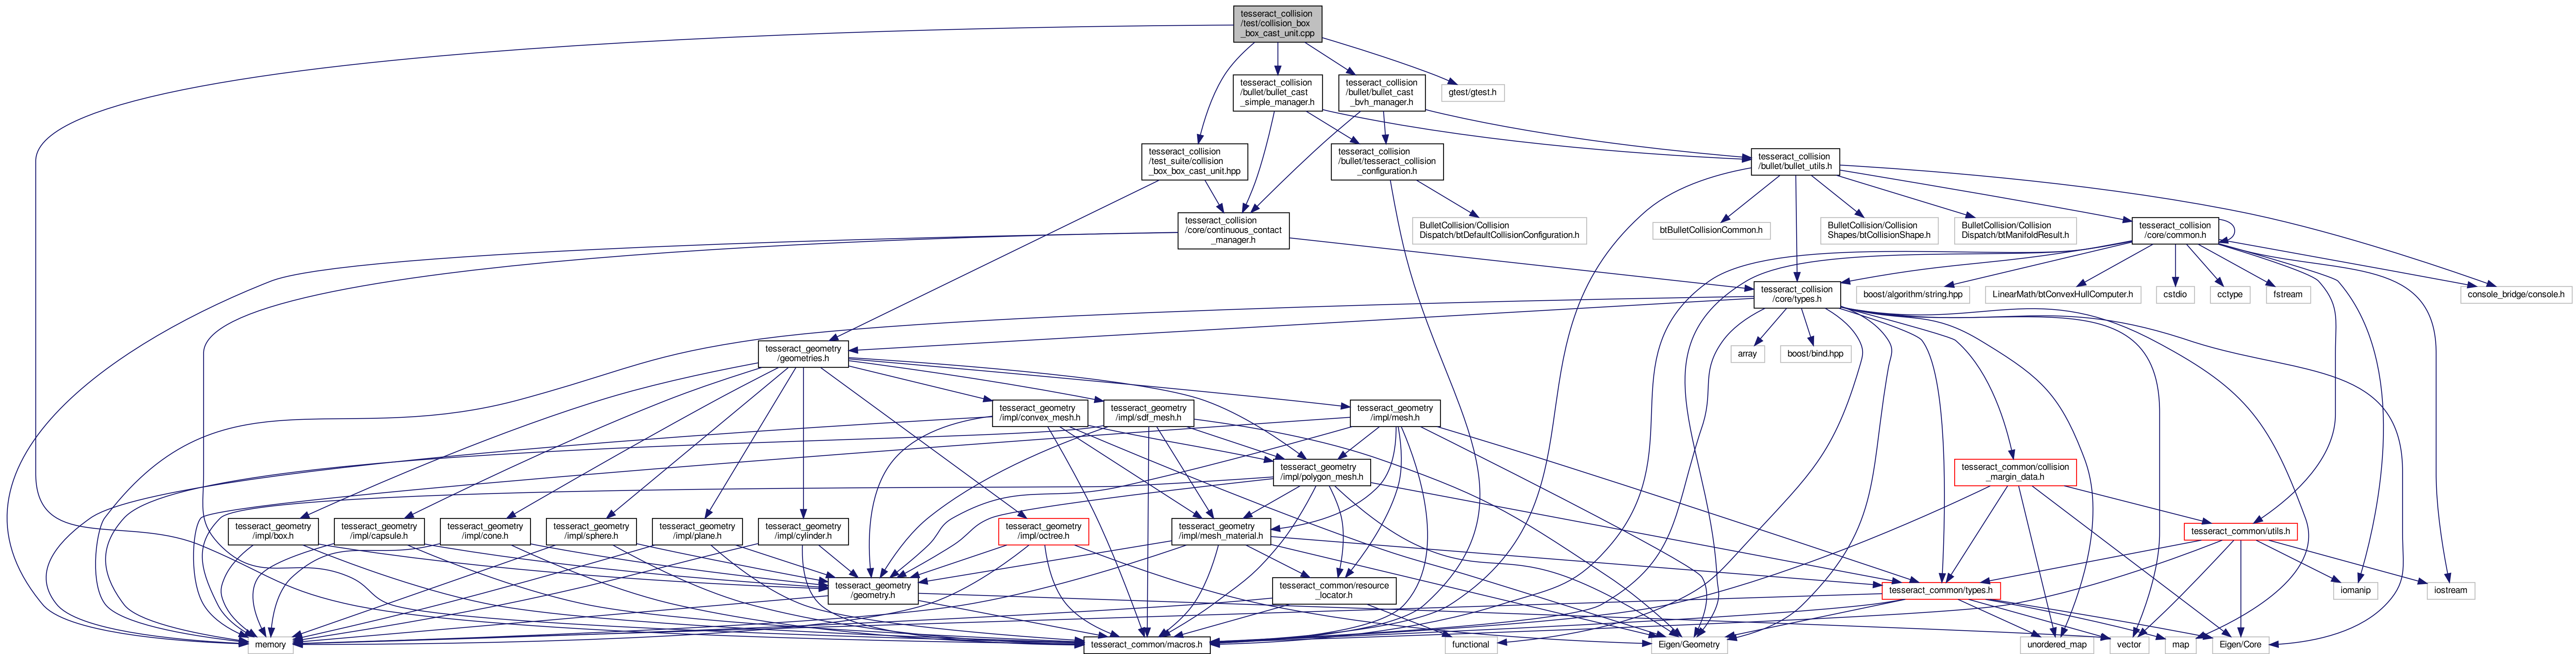 tesseract_collision
/test/collision_box
_box_cast_unit.cpp
tesseract_collision
/bullet/bullet_cast
_simple_manager.h
tesseract_collision
/bullet/bullet_cast
_bvh_manager.h
gtest/gtest.h
tesseract_collision
/test_suite/collision
_box_box_cast_unit.hpp
tesseract_collision
/bullet/tesseract_collision
_configuration.h
tesseract_collision
/bullet/bullet_utils.h
tesseract_collision
/core/continuous_contact
_manager.h
BulletCollision/Collision
Dispatch/btDefaultCollisionConfiguration.h
btBulletCollisionCommon.h
BulletCollision/Collision
Shapes/btCollisionShape.h
BulletCollision/Collision
Dispatch/btManifoldResult.h
tesseract_collision
/core/common.h
tesseract_collision
/core/types.h
boost/algorithm/string.hpp
LinearMath/btConvexHullComputer.h
cstdio
cctype
fstream
console_bridge/console.h
tesseract_geometry
/geometries.h
array
boost/bind.hpp
tesseract_geometry
/impl/convex_mesh.h
tesseract_geometry
/impl/sdf_mesh.h
tesseract_geometry
/impl/mesh.h
tesseract_geometry
/impl/polygon_mesh.h
tesseract_common/collision
_margin_data.h
tesseract_geometry
/impl/box.h
tesseract_geometry
/impl/capsule.h
tesseract_geometry
/impl/cone.h
tesseract_geometry
/impl/sphere.h
tesseract_geometry
/impl/plane.h
tesseract_geometry
/impl/cylinder.h
tesseract_geometry
/impl/octree.h
tesseract_geometry
/impl/mesh_material.h
tesseract_common/utils.h
tesseract_geometry
/geometry.h
tesseract_common/resource
_locator.h
tesseract_common/types.h
iomanip
iostream
memory
tesseract_common/macros.h
functional
Eigen/Geometry
unordered_map
vector
map
Eigen/Core